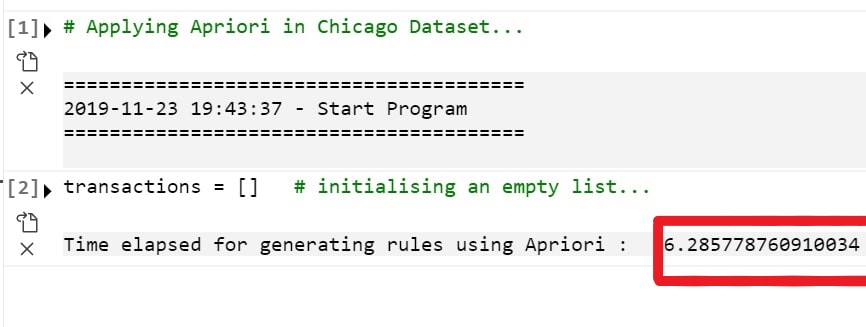 [1] # Applying Apriori in Chicago Dataset...
========================================
2019-11-23 19:43:37 - Start Program
========================================
[2] transactions = [] # initialising an empty list...
Time elapsed for generating rules using Apriori : 6.285778760910034